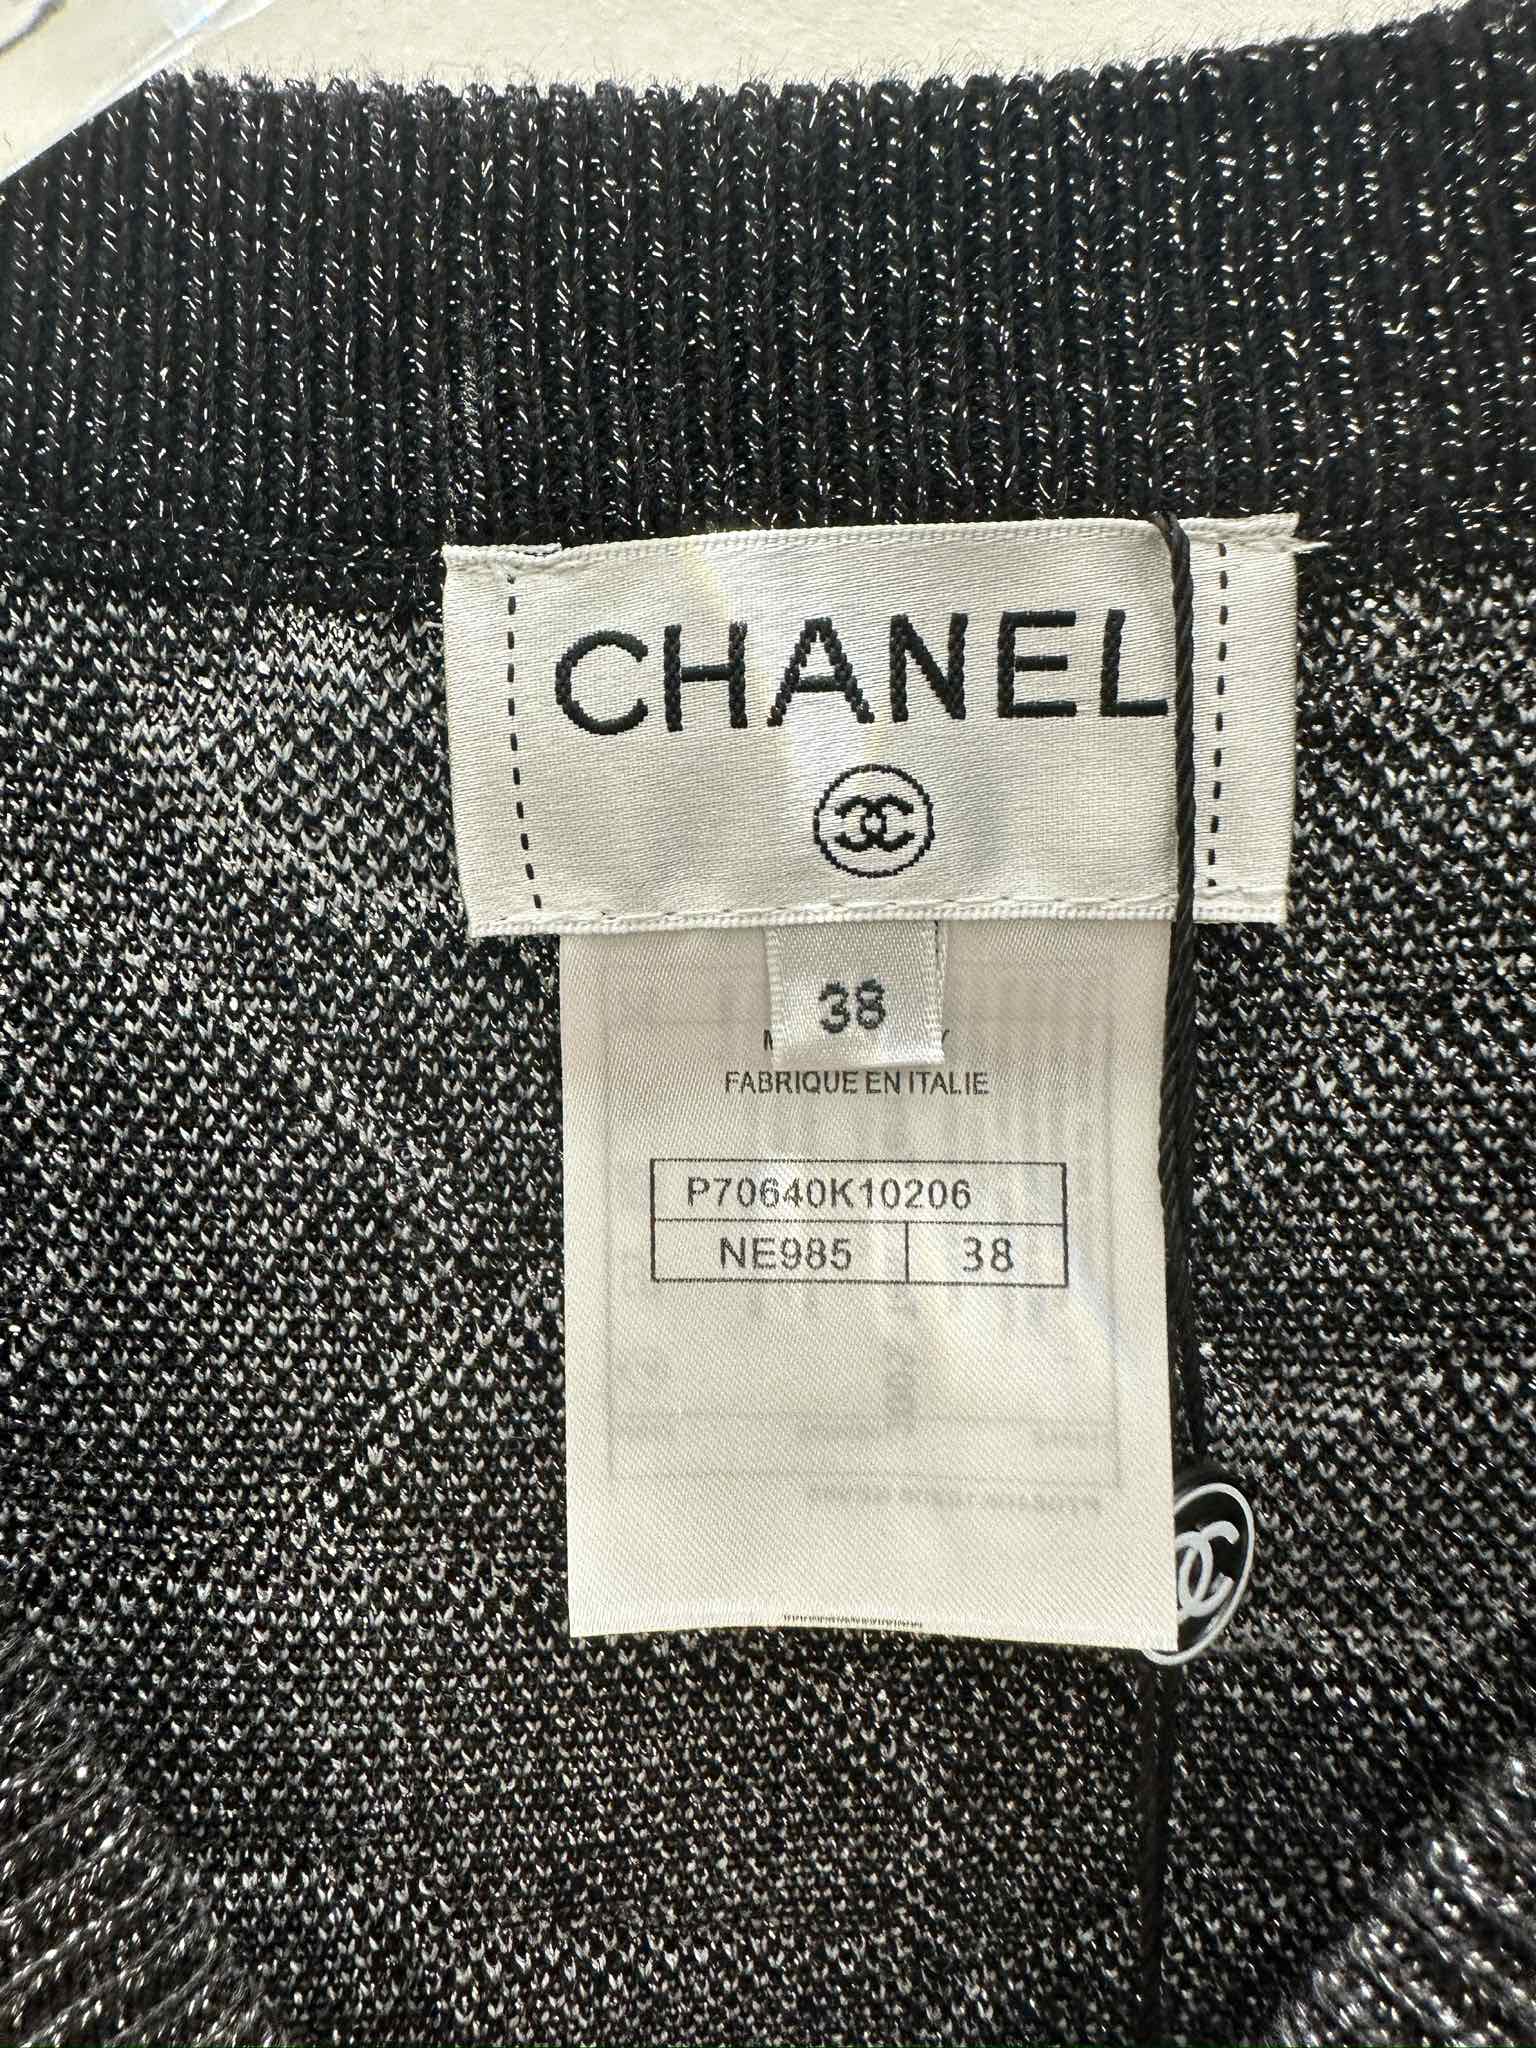 CHANEL
38
FABRIQUE EN ITALIE
P70640K10206
NE985 38